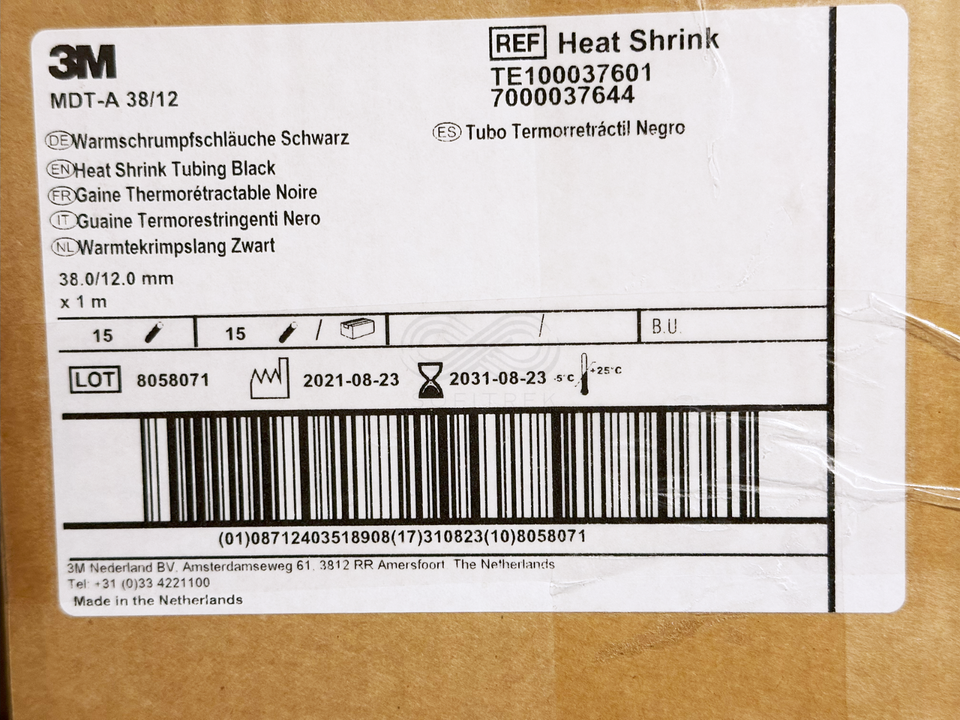 3M
MDT-A 38/12
REF Heat Shrink
TE100037601
7000037644
DE Warmschrumpfschläuche Schwarz
EN Heat Shrink Tubing Black
FR Gaine Thermorétractable Noire
IT Guaine Termorestringenti Nero
NL Warmtekrimpslang Zwart
ES Tubo Termorretráctil Negro
38.0/12.0 mm
x 1 m
15 15 / / B.U.
LOT 8058071 2021-08-23 2031-08-23 -5°C +25°C
(01)08712403518908(17)310823(10)8058071
3M Nederland BV, Amsterdamseweg 61, 3812 RR Amersfoort, The Netherlands
Tel: +31 (0)33 4221100
Made in the Netherlands